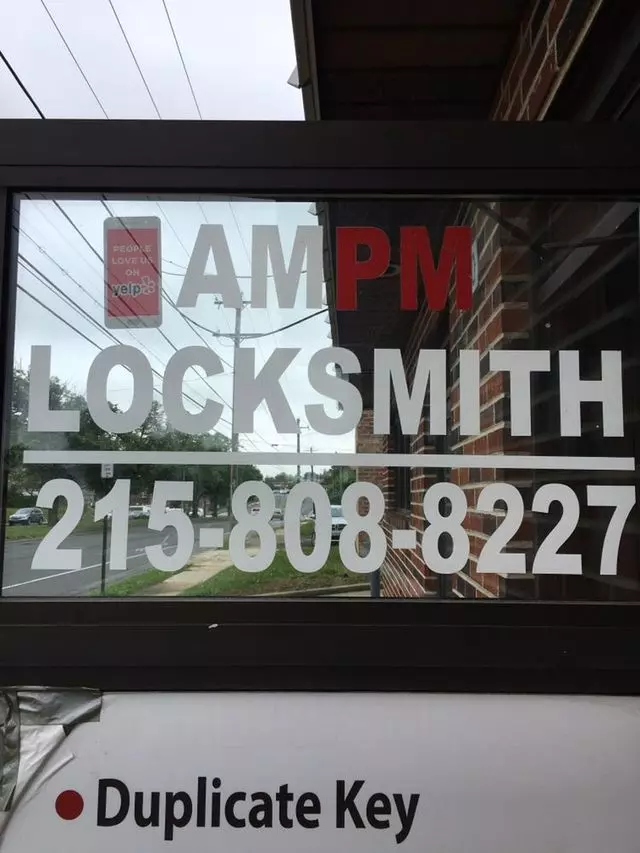 PEOPLE
LOVE US
ON
yelp
AMPM
LOCKSMITH
215-808-8227
• Duplicate Key